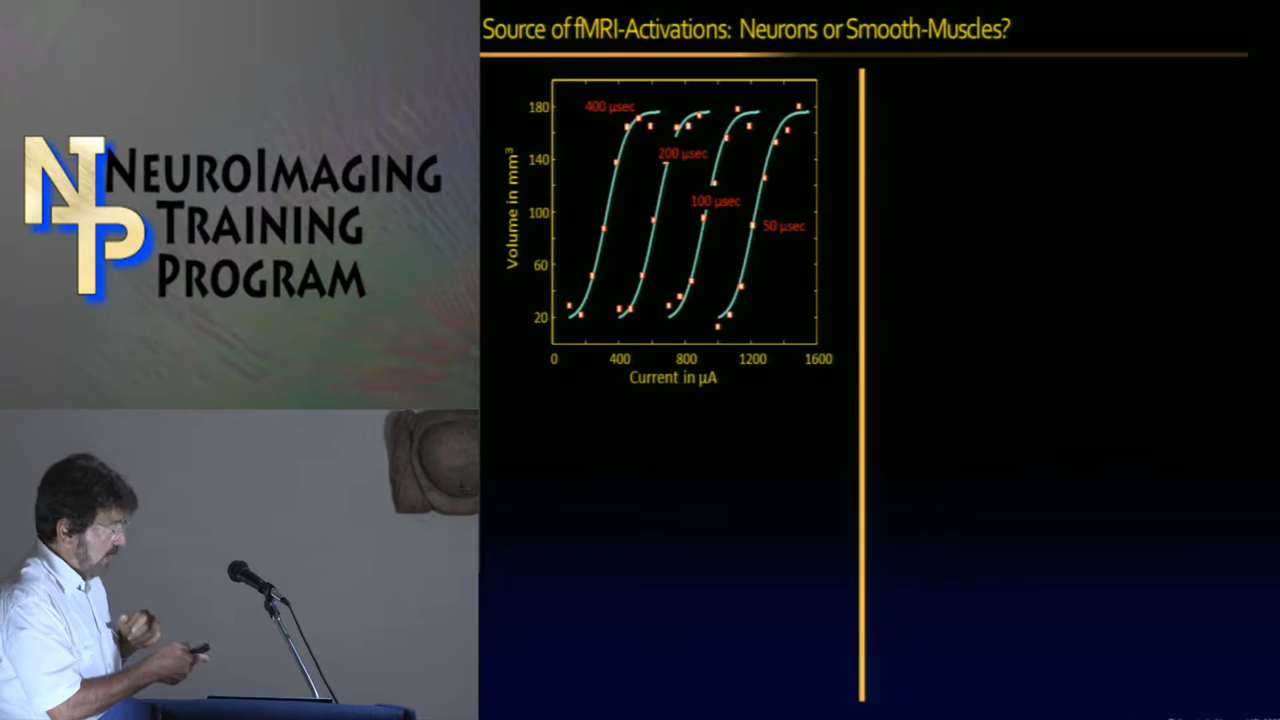 NEUROIMAGING
TRAINING
PROGRAM
NTP
Source of fMRI-Activations: Neurons or Smooth-Muscles?
180
140
100
60
20
Volume in mm³
400 µsec
200 µsec
100 µsec
50 µsec
0 400 800 1200 1600
Current in µA